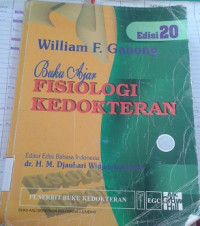 Edisi 20
William F. Ganong
Buku Ajar
FISIOLOGI
KEDOKTERAN
Editor Edisi Bahasa Indonesia:
dr. H. M. Djauhari
PENERBIT BUKU KEDOKTERAN
EGC